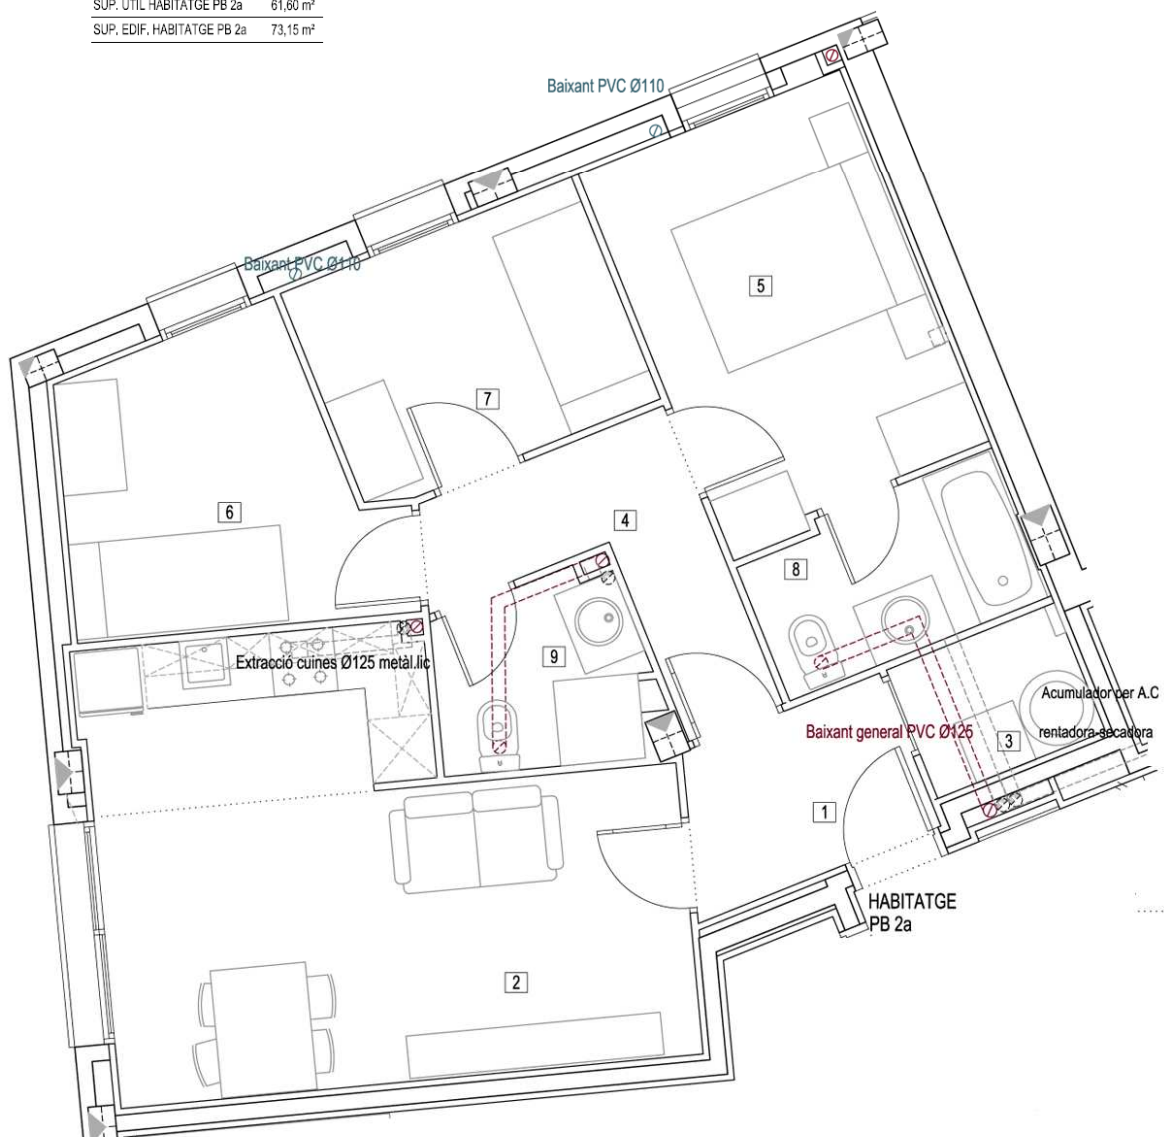 SUP. ÚTIL HABITATGE PB 2a 61,60 m²
SUP. EDIF. HABITATGE PB 2a 73,15 m²
Baixant PVC Ø110
Baixant PVC Ø110
5
7
6
4
8
9
Extracció cuines Ø125 metàl.lic
Acumulador per A.C
Baixant general PVC Ø125
3
rentadora-secadora
1
HABITATGE
PB 2a
2